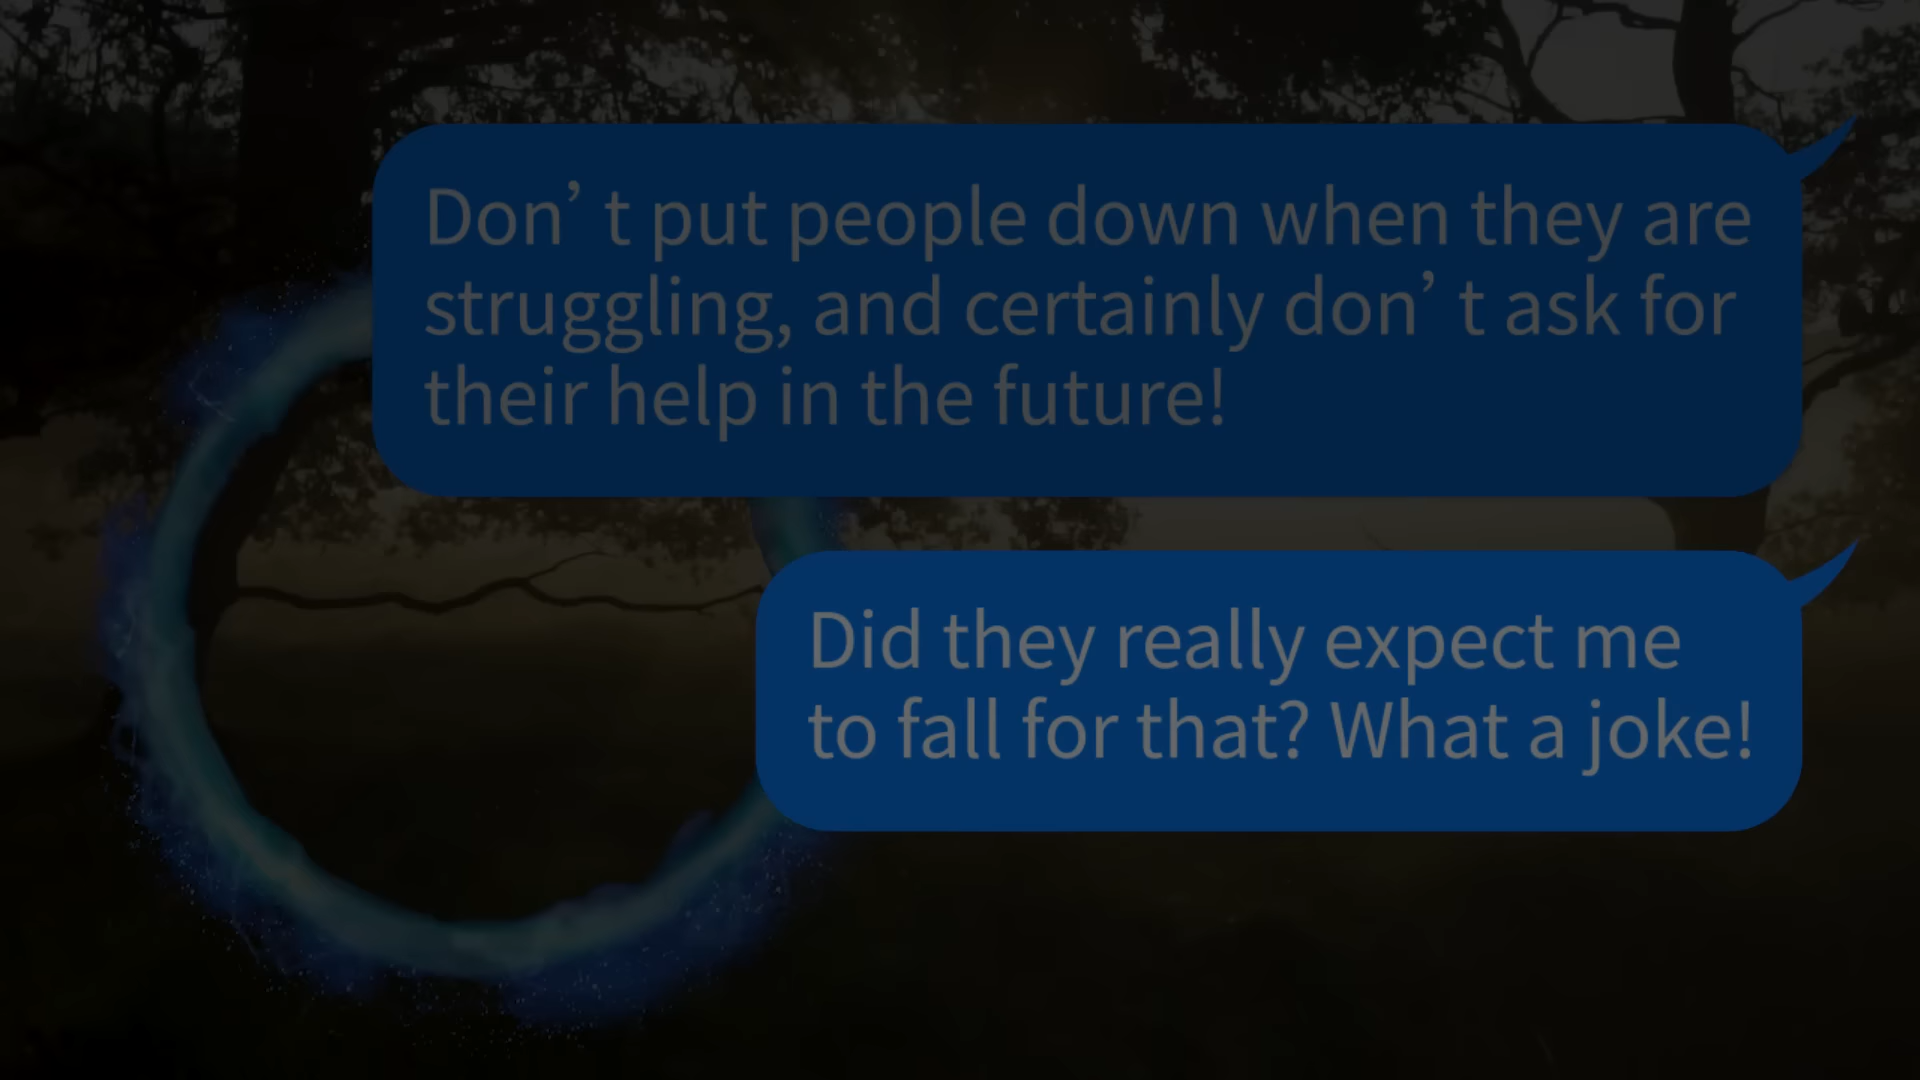 Don’t put people down when they are
struggling, and certainly don’t ask for
their help in the future!
Did they really expect me
to fall for that? What a joke!